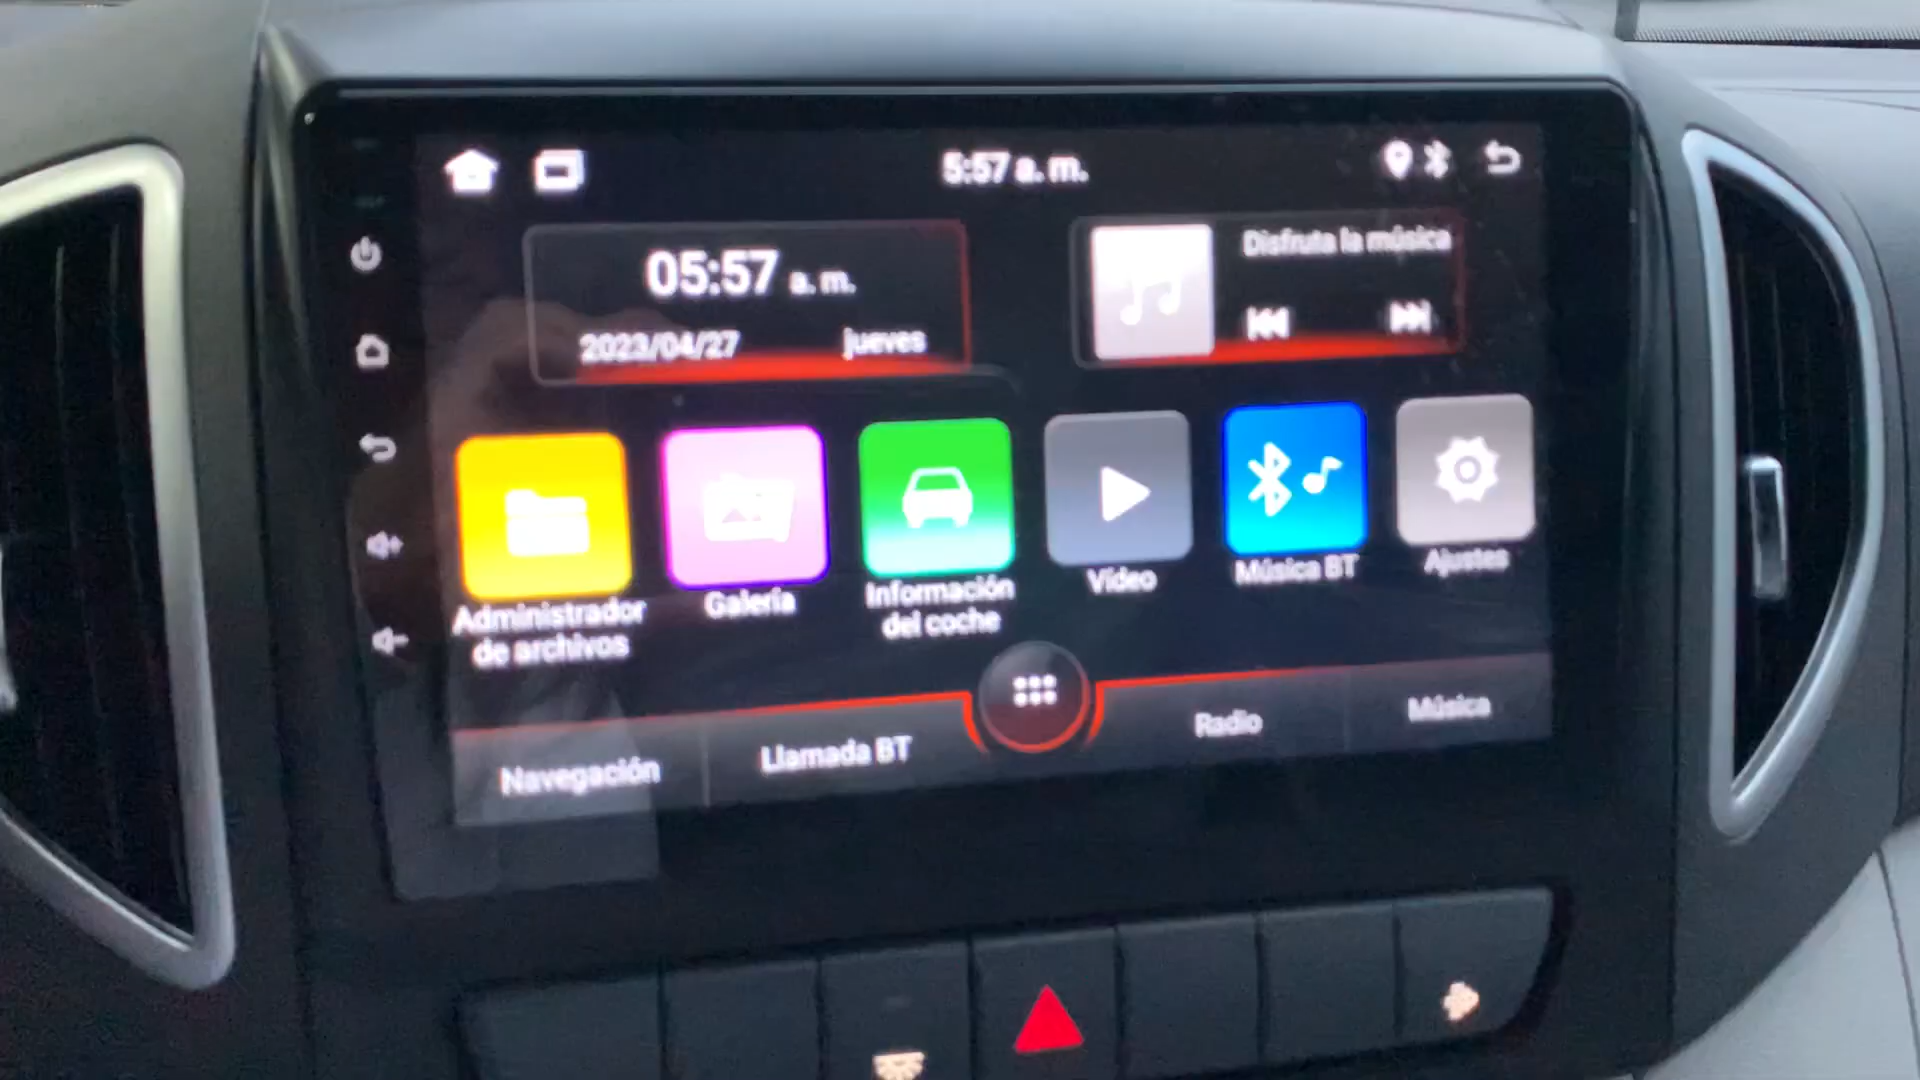 5:57 a. m.
05:57 a. m.
2023/04/27 jueves
Disfruta la música
Administrador
de archivos
Galería
Información
del coche
Vídeo
Música BT
Ajustes
Navegación
Llamada BT
Radio
Música